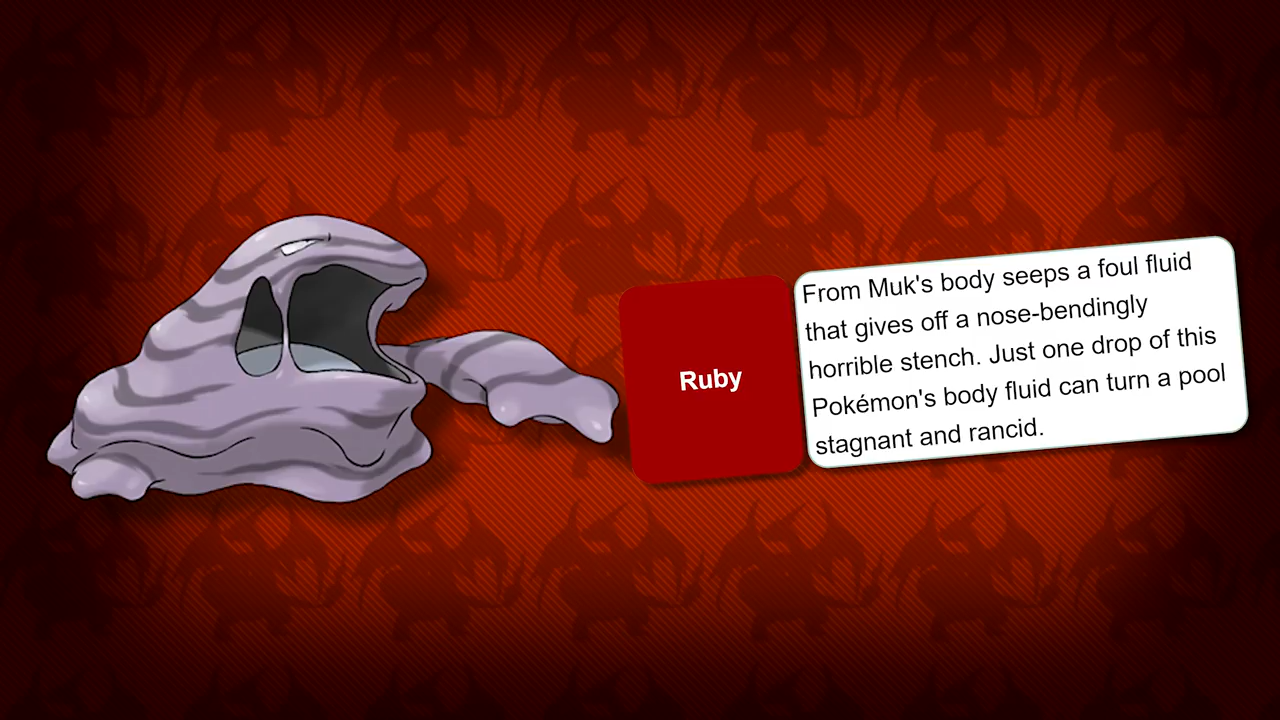 Ruby
From Muk's body seeps a foul fluid
that gives off a nose-bendingly
horrible stench. Just one drop of this
Pokémon's body fluid can turn a pool
stagnant and rancid.